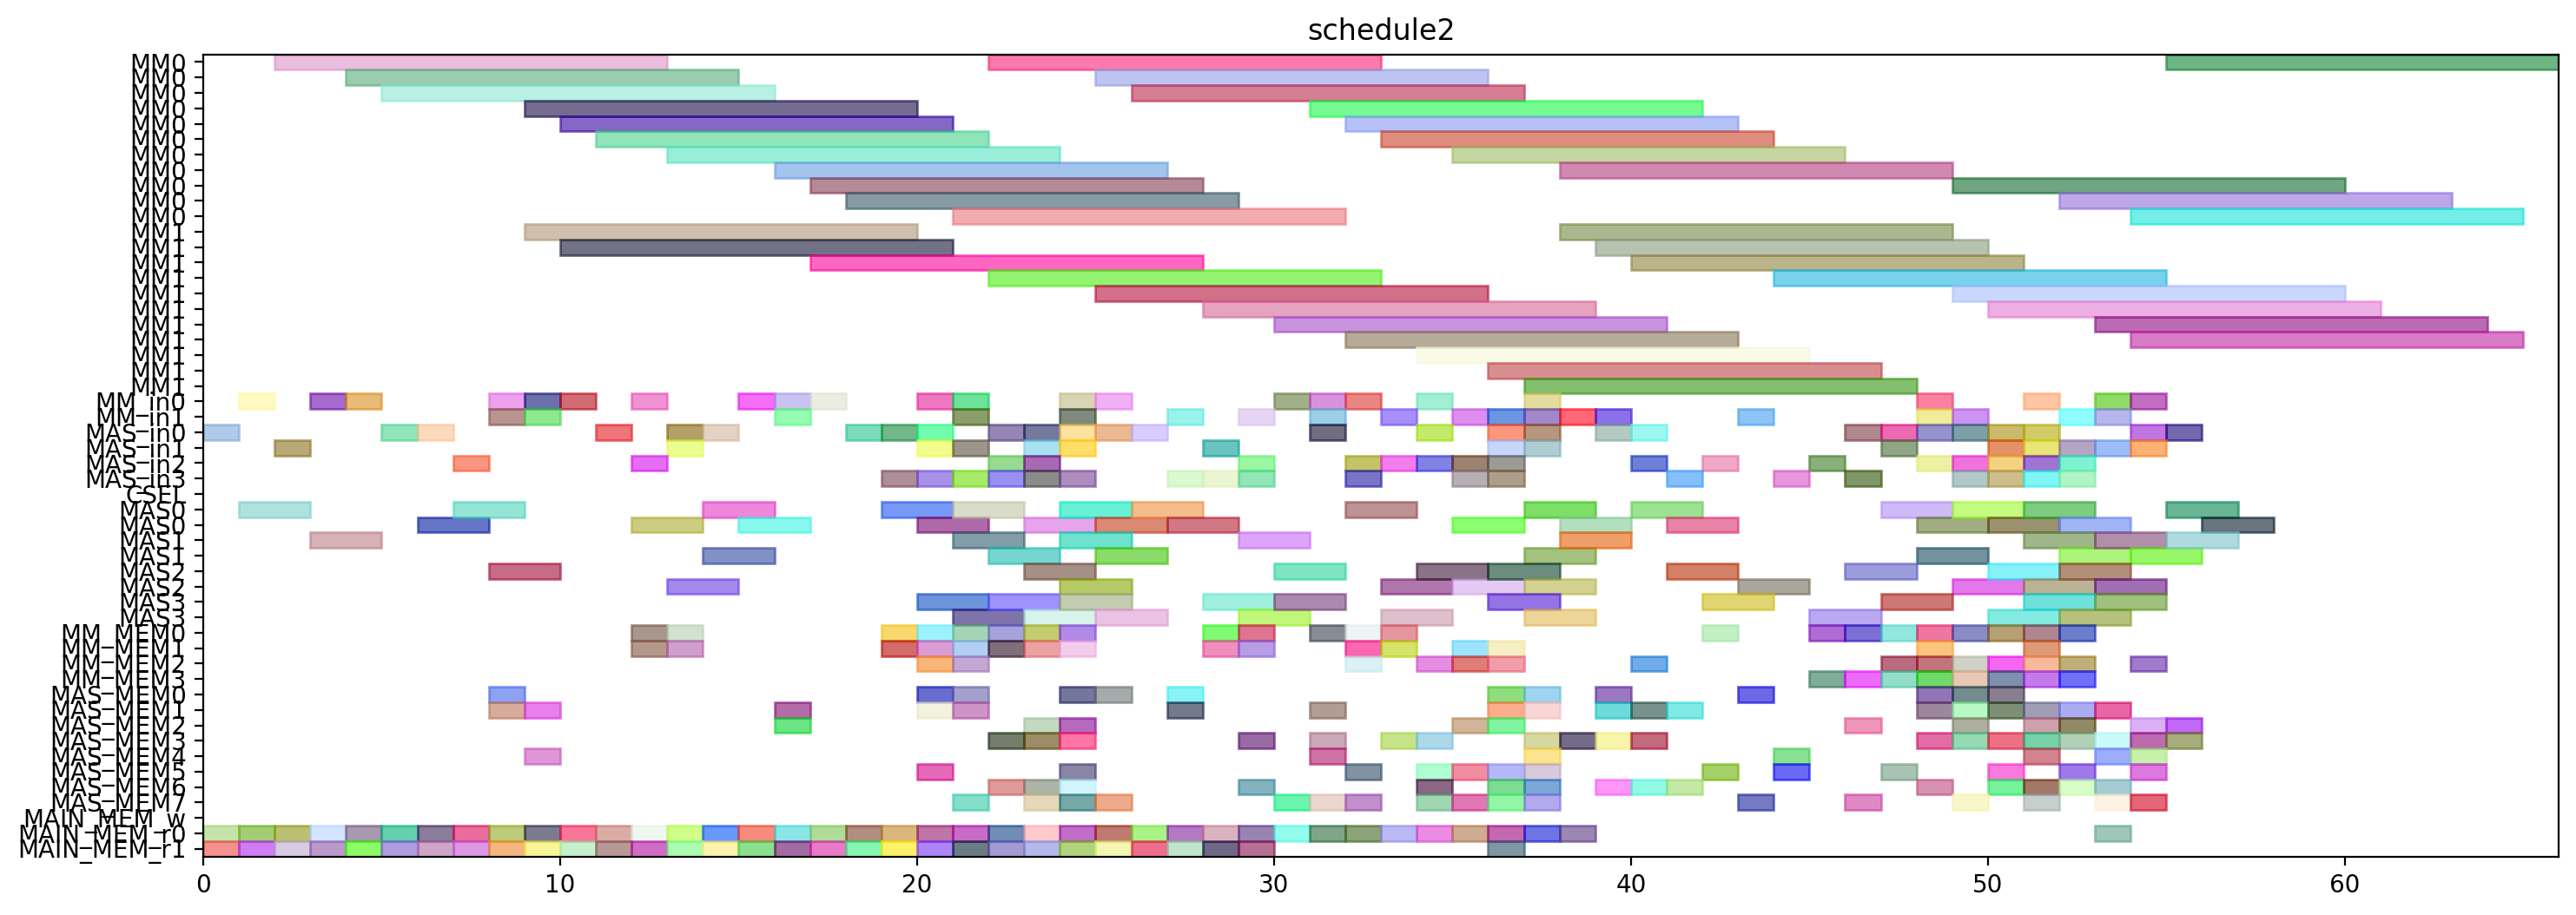 schedule2
MM0
MM0
MM0
MM0
MM0
MM0
MM0
MM0
MM0
MM0
MM0
MM1
MM1
MM1
MM1
MM1
MM1
MM1
MM1
MM1
MM1
MM1
MM_in0
MM_in1
MAS_in0
MAS_in1
MAS_in2
MAS_in3
CSEL
MAS0
MAS0
MAS1
MAS1
MAS2
MAS2
MAS3
MAS3
MM_MEM0
MM_MEM1
MM_MEM2
MM_MEM3
MAS_MEM0
MAS_MEM1
MAS_MEM2
MAS_MEM3
MAS_MEM4
MAS_MEM5
MAS_MEM6
MAS_MEM7
MAIN_MEM_w
MAIN_MEM_r0
MAIN_MEM_r1
0 10 20 30 40 50 60